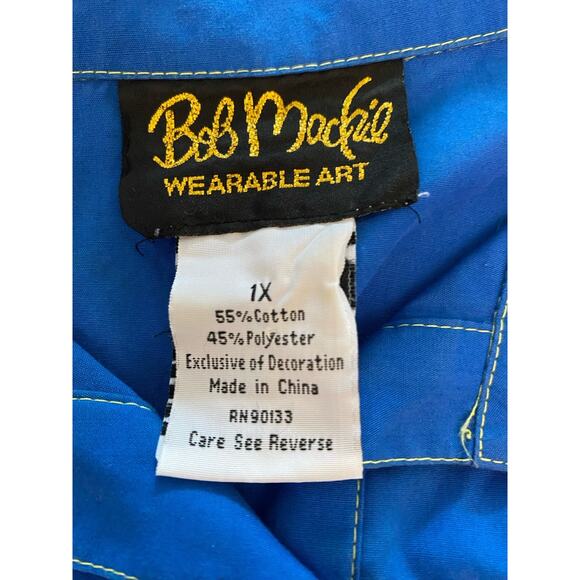 Bob Mackie
WEARABLE ART
1X
55%Cotton
45%Polyester
Exclusive of Decoration
Made in China
RN90133
Care See Reverse